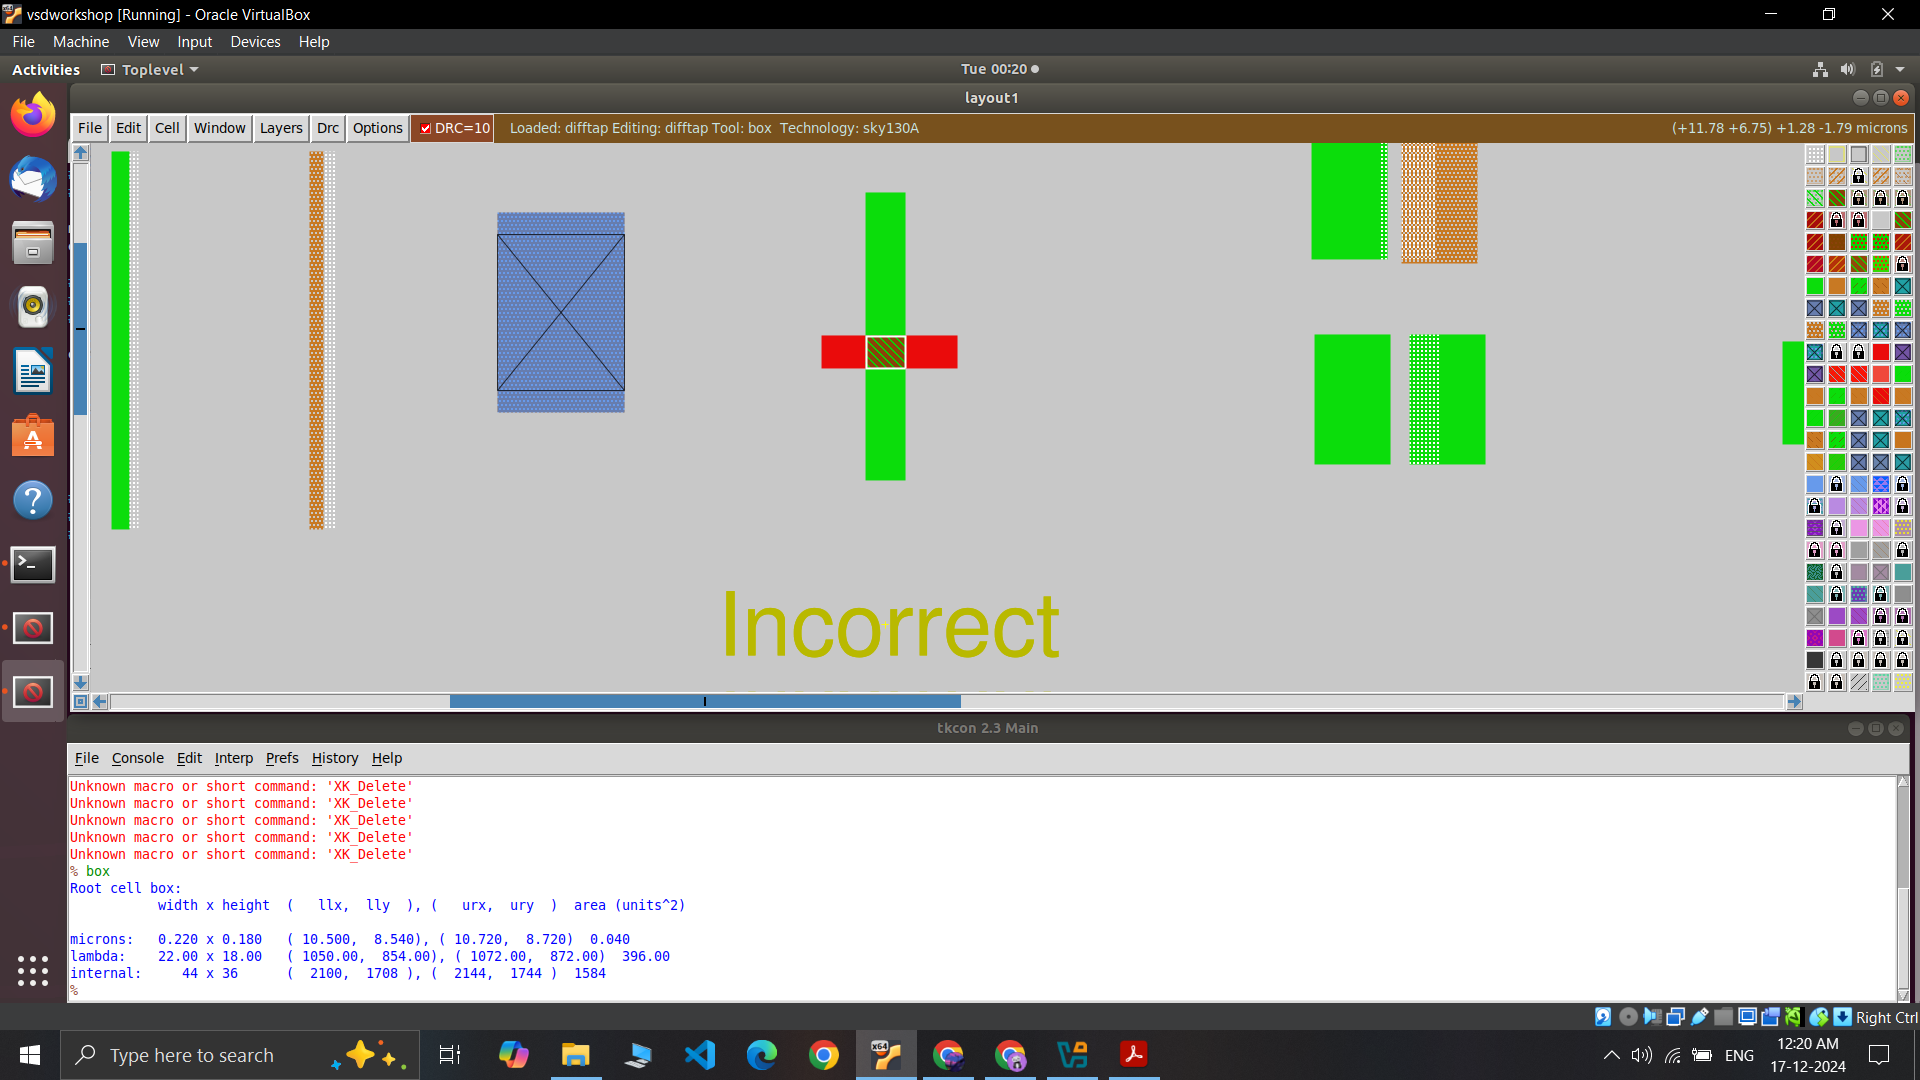 vsdworkshop [Running] - Oracle VirtualBox
File Machine View Input Devices Help
Activities Toplevel Tue 00:20
layout1
File Edit Cell Window Layers Drc Options DRC=10 Loaded: difftap Editing: difftap Tool: box Technology: sky130A (+11.78 +6.75) +1.28 -1.79 microns
Incorrect
tkcon 2.3 Main
File Console Edit Interp Prefs History Help
Unknown macro or short command: 'XK_Delete'
Unknown macro or short command: 'XK_Delete'
Unknown macro or short command: 'XK_Delete'
Unknown macro or short command: 'XK_Delete'
Unknown macro or short command: 'XK_Delete'
% box
Root cell box:
width x height ( llx, lly ), ( urx, ury ) area (units^2)
microns: 0.220 x 0.180 ( 10.500, 8.540), ( 10.720, 8.720) 0.040
lambda: 22.00 x 18.00 ( 1050.00, 854.00), ( 1072.00, 872.00) 396.00
internal: 44 x 36 ( 2100, 1708 ), ( 2144, 1744 ) 1584
%
Right Ctrl
Type here to search
ENG
12:20 AM
17-12-2024